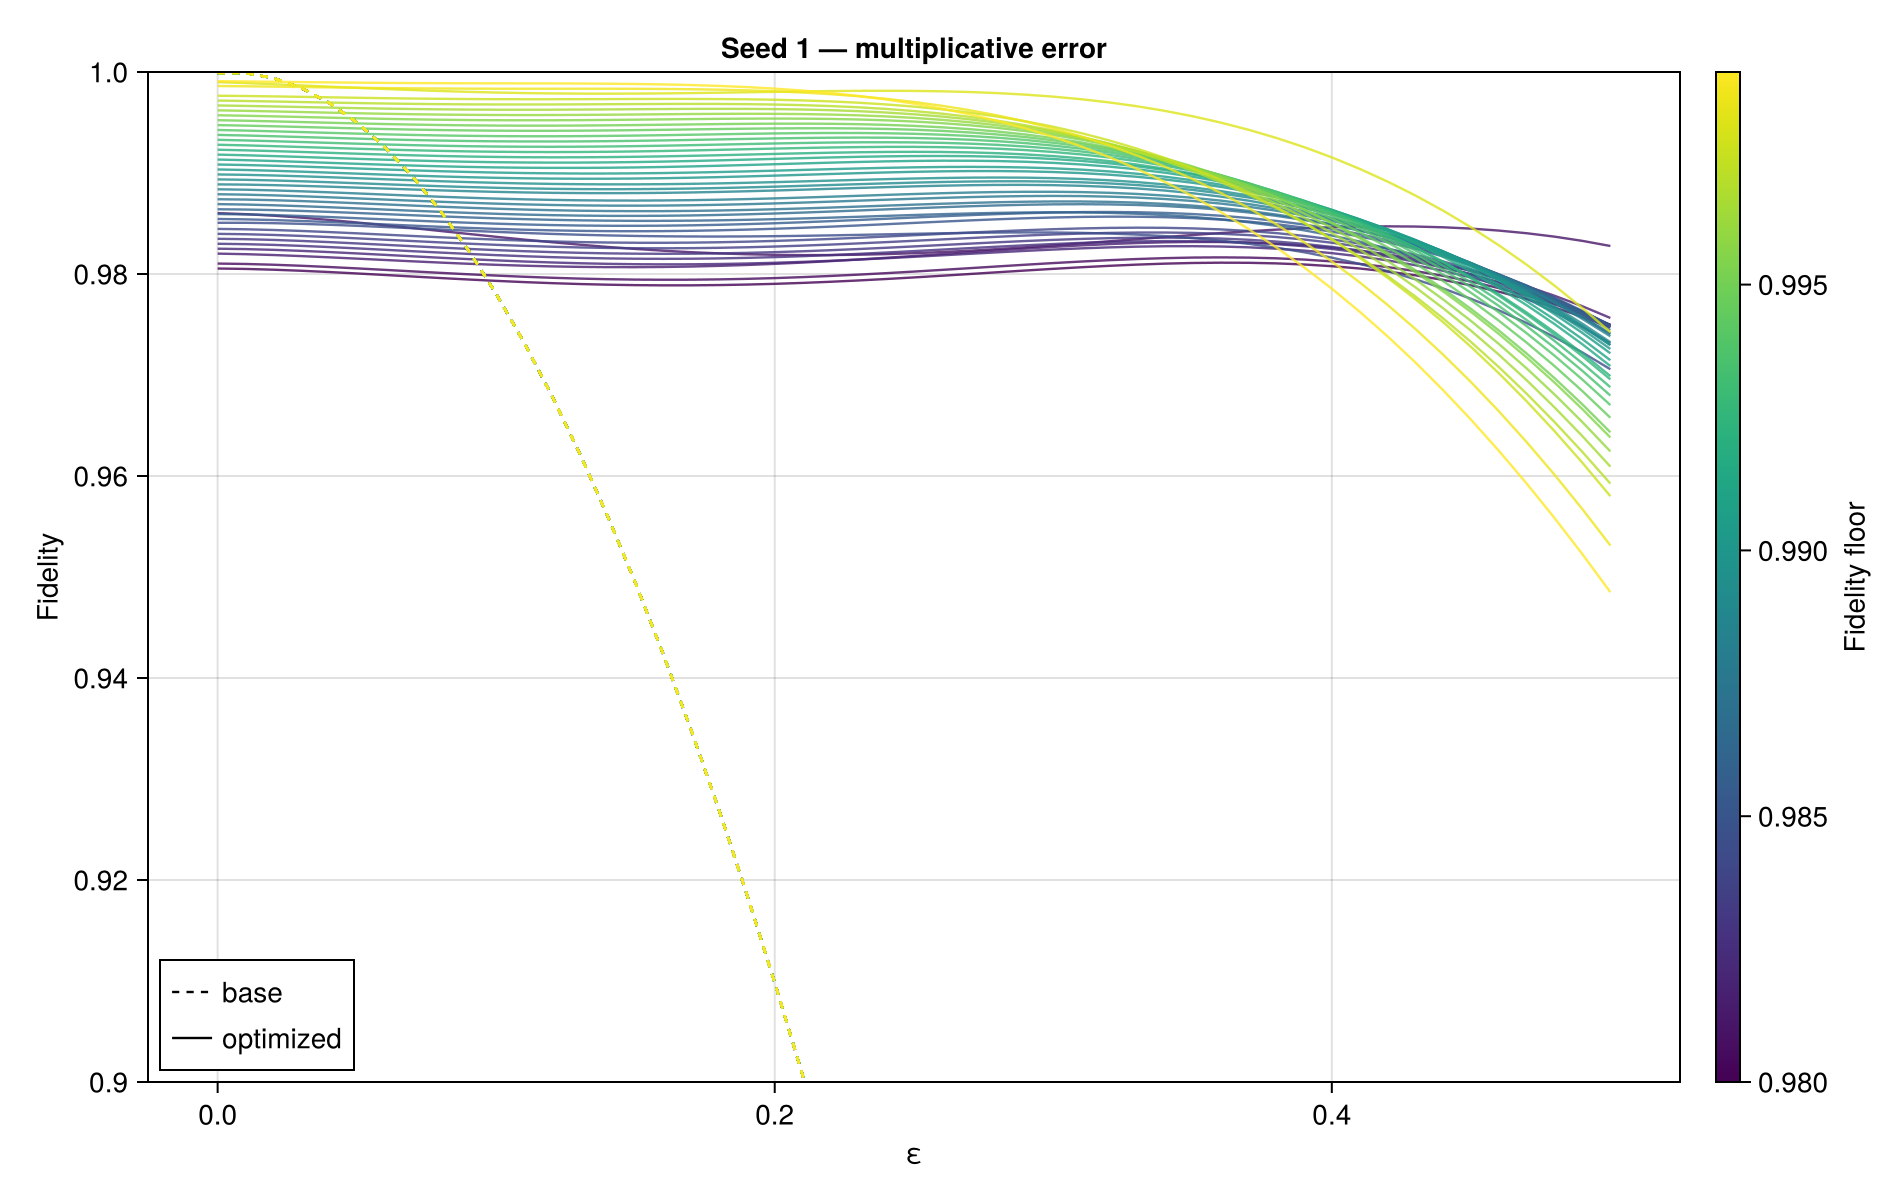 Seed 1 — multiplicative error
1.0
0.98
0.96
0.94
0.92
0.9
Fidelity
0.0
0.2
0.4
ε
base
optimized
0.995
0.990
0.985
0.980
Fidelity floor